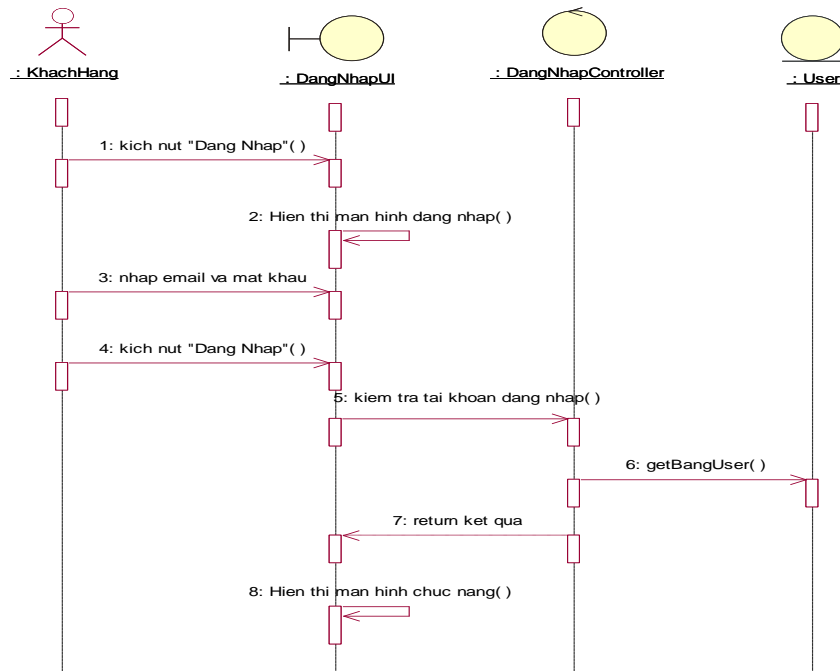 : KhachHang
: DangNhapUI
: DangNhapController
: User
1: kich nut "Dang Nhap"( )
2: Hien thi man hinh dang nhap( )
3: nhap email va mat khau
4: kich nut "Dang Nhap"( )
5: kiem tra tai khoan dang nhap( )
6: getBangUser( )
7: return ket qua
8: Hien thi man hinh chuc nang( )